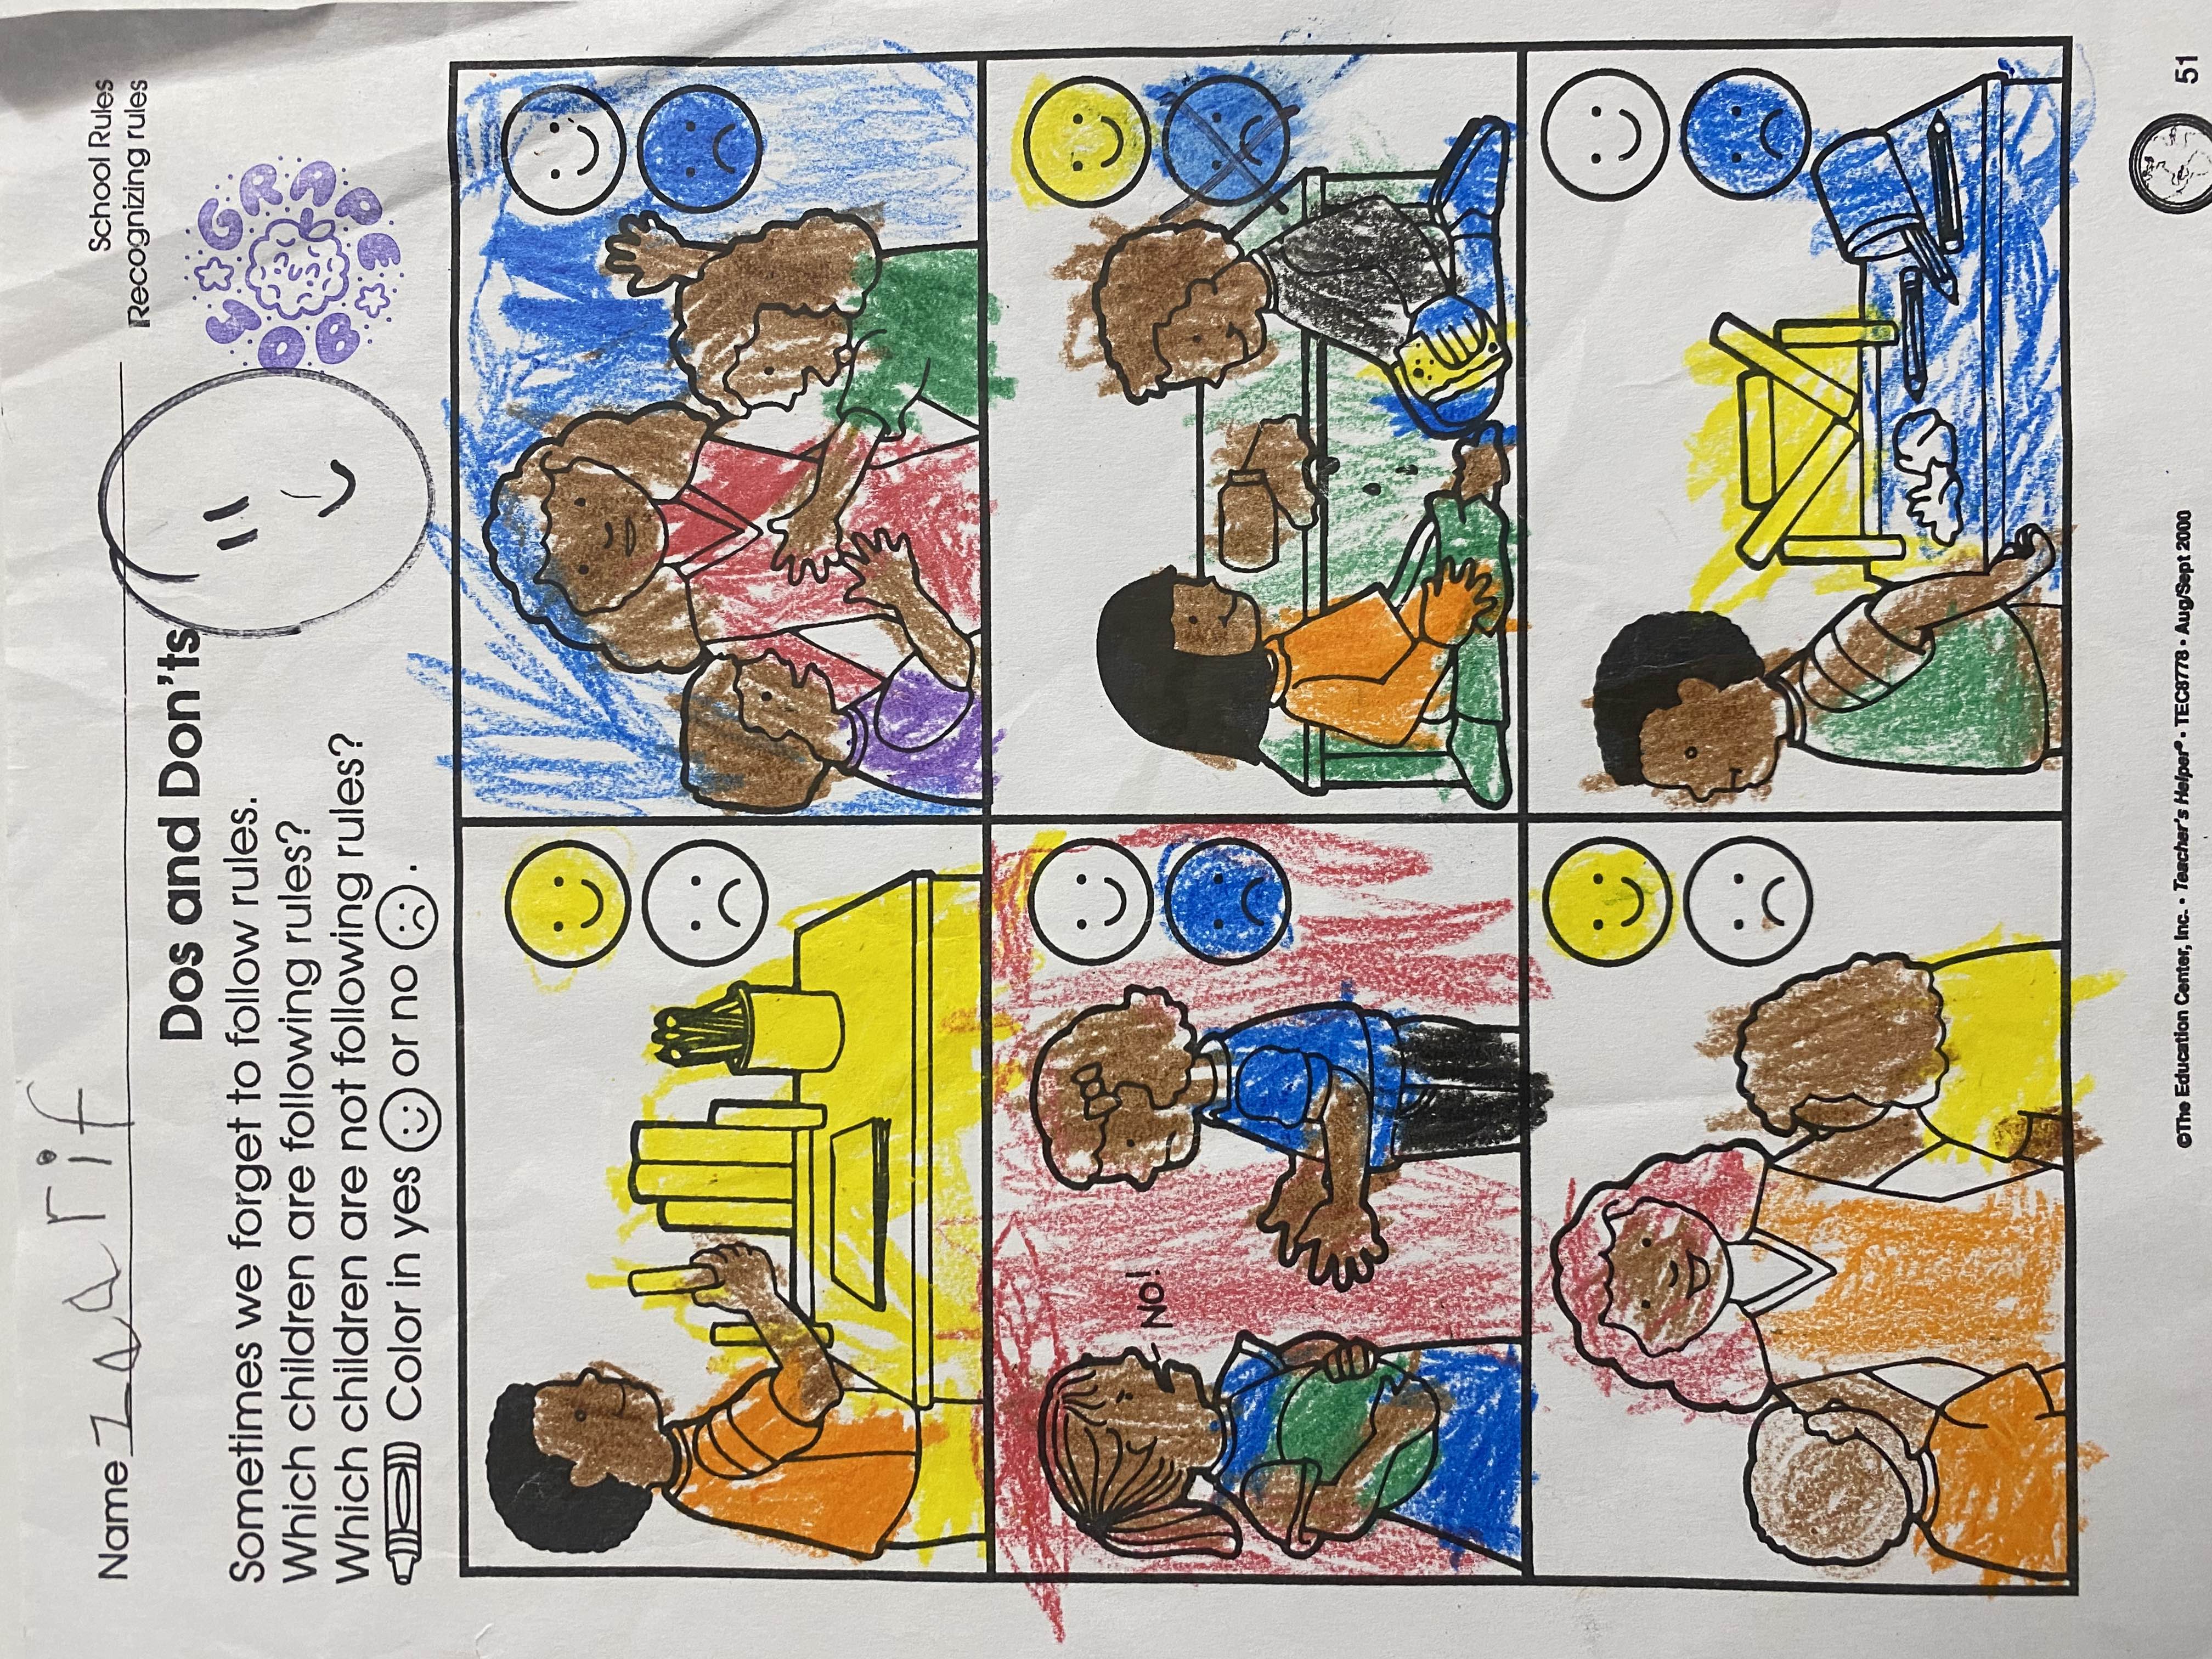 Name zaarif
School Rules
Recognizing rules
Dos and Don'ts
Sometimes we forget to follow rules.
Which children are following rules?
Which children are not following rules?
Color in yes or no .
NO!
©The Education Center, Inc. • Teacher's Helper® • TEC8778 • Aug/Sept 2000
51